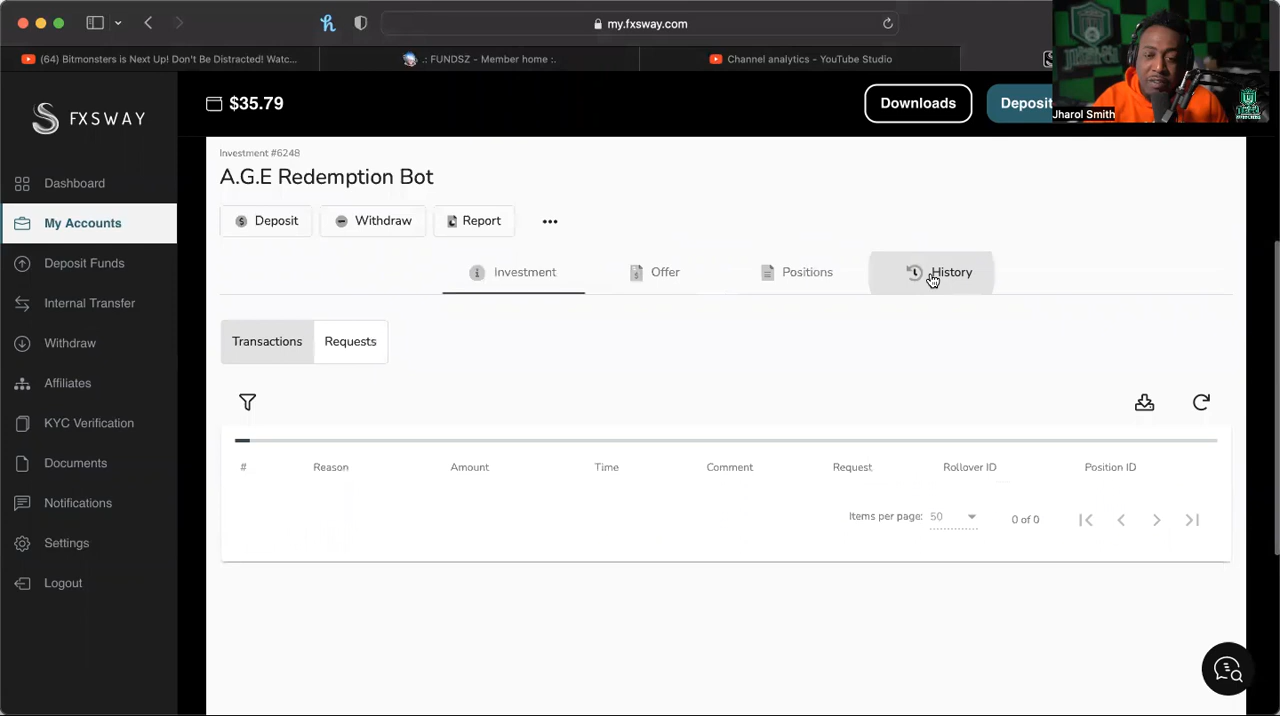 my.fxsway.com
(64) Bitmonsters is Next Up! Don't Be Distracted! Watc...
.: FUNDSZ - Member home :.
Channel analytics - YouTube Studio
Jharol Smith
FXSWAY
$35.79
Downloads
Deposit
Dashboard
My Accounts
Deposit Funds
Internal Transfer
Withdraw
Affiliates
KYC Verification
Documents
Notifications
Settings
Logout
Investment #6248
A.G.E Redemption Bot
Deposit Withdraw Report
Investment Offer Positions History
Transactions Requests
# Reason Amount Time Comment Request Rollover ID Position ID
Items per page: 50 0 of 0